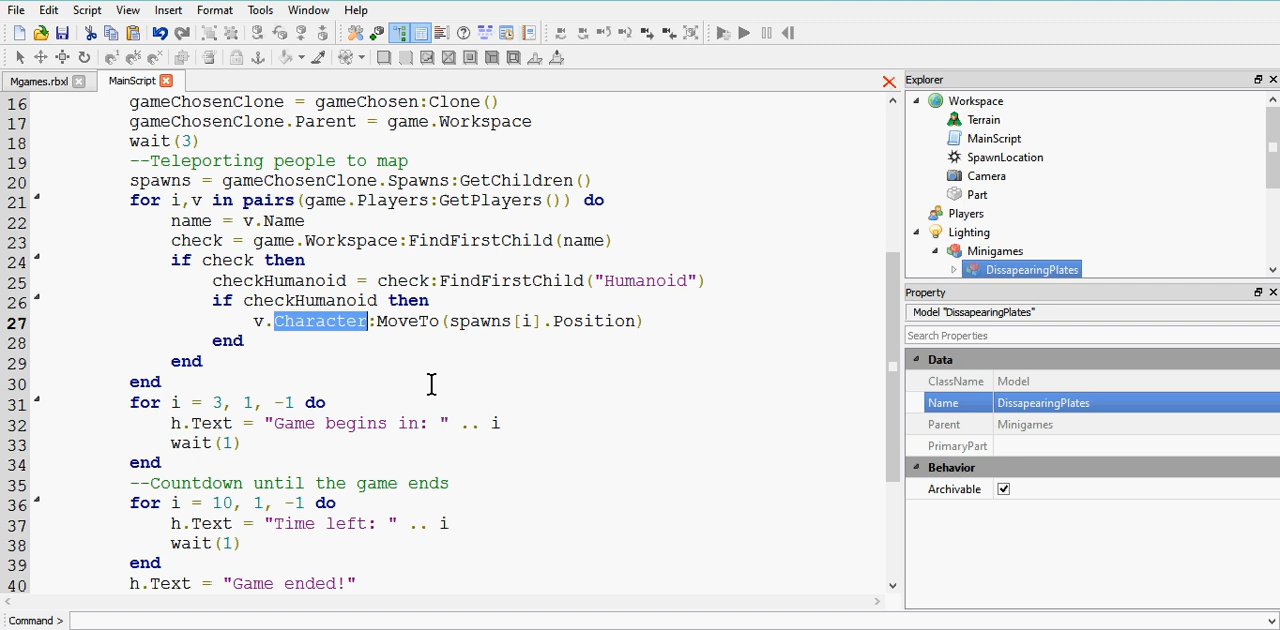 File Edit Script View Insert Format Tools Window Help
Mgames.rbxl MainScript
Explorer
16 gameChosenClone = gameChosen:Clone()
17 gameChosenClone.Parent = game.Workspace
18 wait(3)
19 --Teleporting people to map
20 spawns = gameChosenClone.Spawns:GetChildren()
21 for i,v in pairs(game.Players:GetPlayers()) do
22 name = v.Name
23 check = game.Workspace:FindFirstChild(name)
24 if check then
25 checkHumanoid = check:FindFirstChild("Humanoid")
26 if checkHumanoid then
27 v.Character:MoveTo(spawns[i].Position)
28 end
29 end
30 end
31 for i = 3, 1, -1 do
32 h.Text = "Game begins in: " .. i
33 wait(1)
34 end
35 --Countdown until the game ends
36 for i = 10, 1, -1 do
37 h.Text = "Time left: " .. i
38 wait(1)
39 end
40 h.Text = "Game ended!"
Workspace
Terrain
MainScript
SpawnLocation
Camera
Part
Players
Lighting
Minigames
DissapearingPlates
Property
Model "DissapearingPlates"
Search Properties
Data
ClassName Model
Name DissapearingPlates
Parent Minigames
PrimaryPart
Behavior
Archivable
Command >